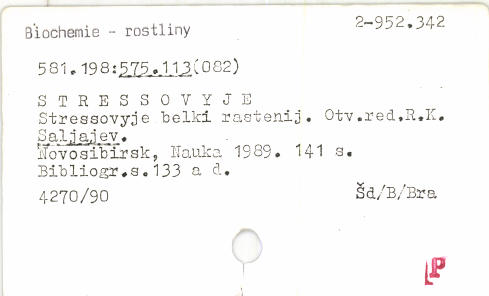 Biochemie - rostliny 2-952.342
581.198:575.113(082)
S T R E S S O V Y J E
Stressovyje belki rastenij. Otv.red.R.K.
Saljajev.
Novosibirsk, Nauka 1989. 141 s.
Bibliogr.s.133 a d.
4270/90 Šd/B/Bra
P